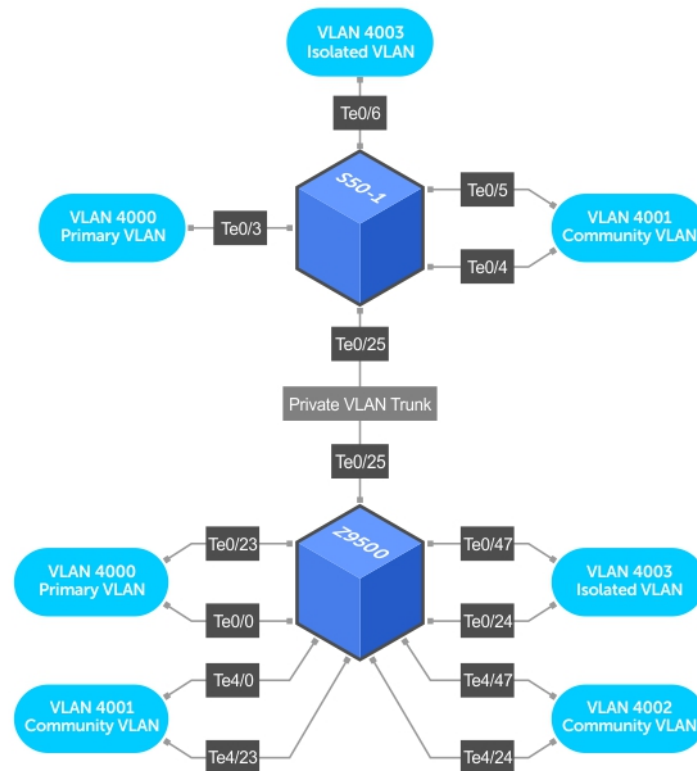 VLAN 4003
Isolated VLAN
Te0/6
S50-1
Te0/5
VLAN 4000
Primary VLAN
Te0/3
VLAN 4001
Community VLAN
Te0/4
Te0/25
Private VLAN Trunk
Te0/25
Z9500
Te0/23
Te0/47
VLAN 4000
Primary VLAN
VLAN 4003
Isolated VLAN
Te0/0
Te0/24
Te4/0
Te4/47
VLAN 4001
Community VLAN
VLAN 4002
Community VLAN
Te4/23
Te4/24